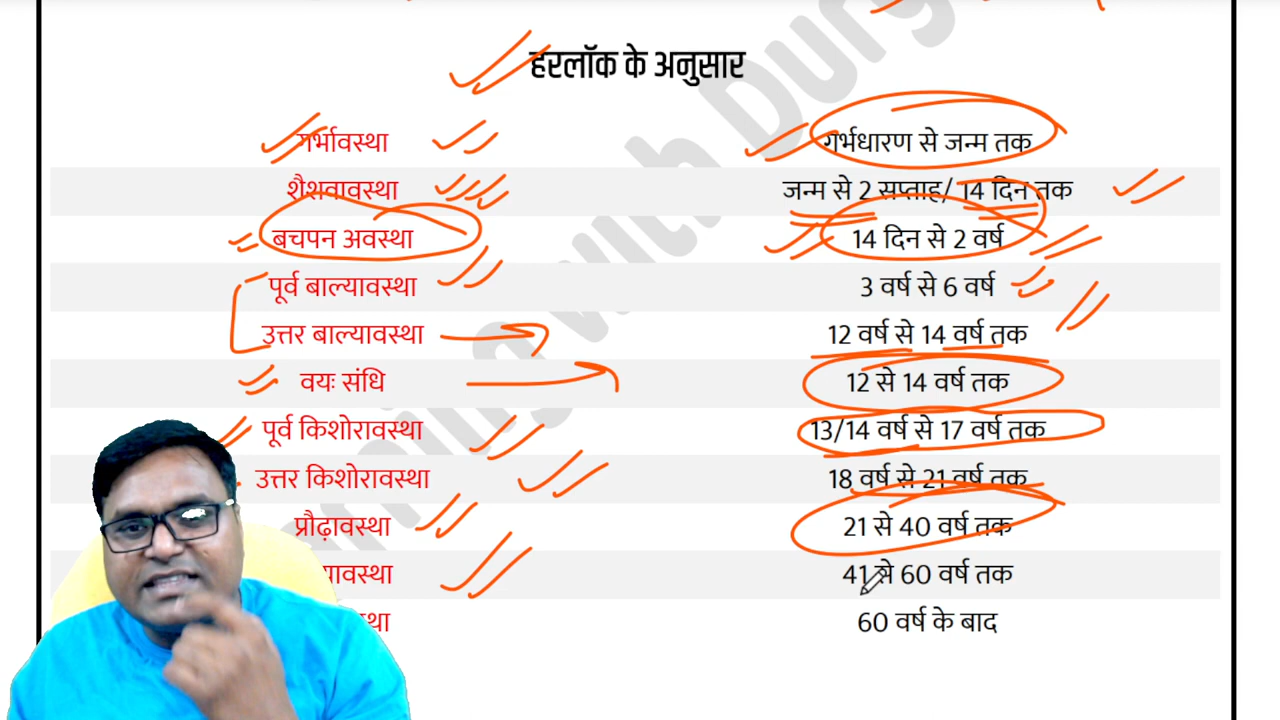 हरलॉक के अनुसार
गर्भावस्था गर्भधारण से जन्म तक
शैशवावस्था जन्म से 2 सप्ताह/ 14 दिन तक
बचपन अवस्था 14 दिन से 2 वर्ष
पूर्व बाल्यावस्था 3 वर्ष से 6 वर्ष
उत्तर बाल्यावस्था 12 वर्ष से 14 वर्ष तक
वयः संधि 12 से 14 वर्ष तक
पूर्व किशोरावस्था 13/14 वर्ष से 17 वर्ष तक
उत्तर किशोरावस्था 18 वर्ष से 21 वर्ष तक
प्रौढ़ावस्था 21 से 40 वर्ष तक
41 से 60 वर्ष तक
60 वर्ष के बाद